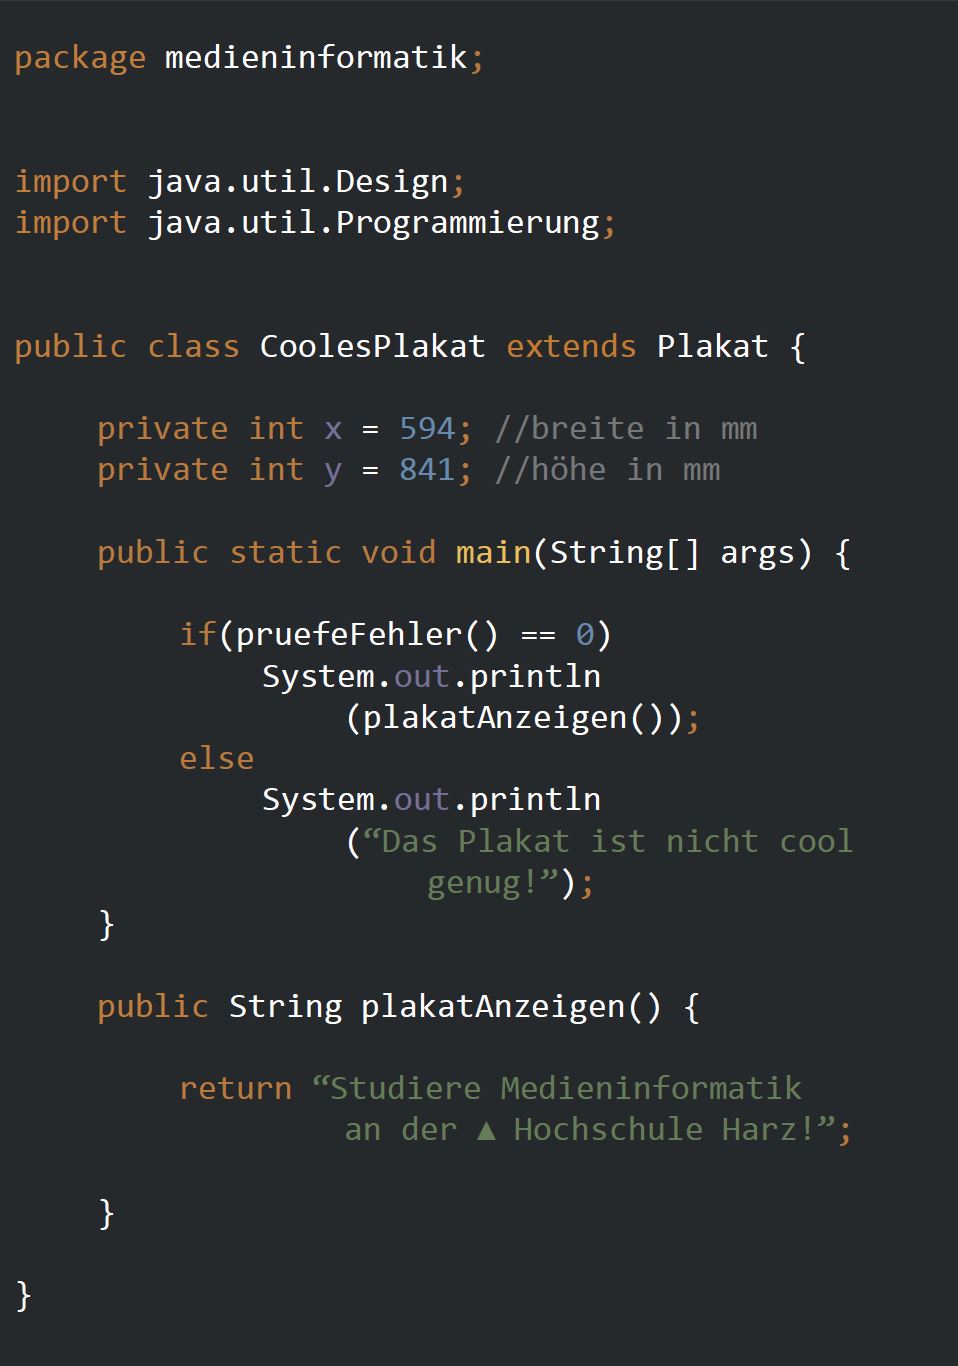 package medieninformatik;
import java.util.Design;
import java.util.Programmierung;
public class CoolesPlakat extends Plakat {
private int x = 594; //breite in mm
private int y = 841; //höhe in mm
public static void main(String[] args) {
if(pruefeFehler() == 0)
System.out.println
(plakatAnzeigen());
else
System.out.println
(“Das Plakat ist nicht cool
genug!”);
}
public String plakatAnzeigen() {
return “Studiere Medieninformatik
an der ▲ Hochschule Harz!”;
}
}